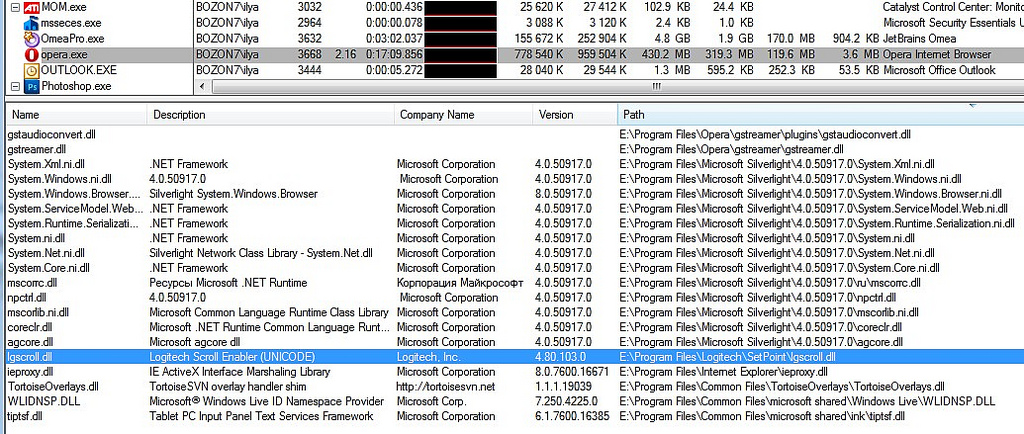 MOM.exe BOZON7\ilya 3032 0:00:00.436 25 620 K 27 412 K 102.9 KB 24.4 KB Catalyst Control Center: Monito
msseces.exe BOZON7\ilya 2964 0:00:00.078 3 088 K 3 120 K 2.4 KB 1.0 KB Microsoft Security Essentials U
OmeaPro.exe BOZON7\ilya 3632 0:03:02.037 155 672 K 252 904 K 4.8 GB 1.9 GB 170.0 MB 904.2 KB JetBrains Omea
opera.exe BOZON7\ilya 3668 2.16 0:17:09.856 778 540 K 959 504 K 430.2 MB 319.3 MB 119.6 MB 3.6 MB Opera Internet Browser
OUTLOOK.EXE BOZON7\ilya 3444 0:00:05.272 28 040 K 29 544 K 1.3 MB 595.2 KB 252.3 KB 53.5 KB Microsoft Office Outlook
Photoshop.exe
Name Description Company Name Version Path
gstaudioconvert.dll E:\Program Files\Opera\gstreamer\plugins\gstaudioconvert.dll
gstreamer.dll E:\Program Files\Opera\gstreamer\gstreamer.dll
System.Xml.ni.dll .NET Framework Microsoft Corporation 4.0.50917.0 E:\Program Files\Microsoft Silverlight\4.0.50917.0\System.Xml.ni.dll
System.Windows.ni.dll 4.0.50917.0 Microsoft Corporation 4.0.50917.0 E:\Program Files\Microsoft Silverlight\4.0.50917.0\System.Windows.ni.dll
System.Windows.Browser.... Silverlight System.Windows.Browser Microsoft Corporation 8.0.50917.0 E:\Program Files\Microsoft Silverlight\4.0.50917.0\System.Windows.Browser.ni.dll
System.ServiceModel.Web... .NET Framework Microsoft Corporation 4.0.50917.0 E:\Program Files\Microsoft Silverlight\4.0.50917.0\System.ServiceModel.Web.ni.dll
System.Runtime.Serializati... .NET Framework Microsoft Corporation 4.0.50917.0 E:\Program Files\Microsoft Silverlight\4.0.50917.0\System.Runtime.Serialization.ni.dll
System.ni.dll .NET Framework Microsoft Corporation 4.0.50917.0 E:\Program Files\Microsoft Silverlight\4.0.50917.0\System.ni.dll
System.Net.ni.dll Silverlight Network Class Library - System.Net.dll Microsoft Corporation 4.0.50917.0 E:\Program Files\Microsoft Silverlight\4.0.50917.0\System.Net.ni.dll
System.Core.ni.dll .NET Framework Microsoft Corporation 4.0.50917.0 E:\Program Files\Microsoft Silverlight\4.0.50917.0\System.Core.ni.dll
mscorrc.dll Ресурсы Microsoft .NET Runtime Корпорация Майкрософт 4.0.50917.0 E:\Program Files\Microsoft Silverlight\4.0.50917.0\ru\mscorrc.dll
npctrl.dll 4.0.50917.0 Microsoft Corporation 4.0.50917.0 E:\Program Files\Microsoft Silverlight\4.0.50917.0\npctrl.dll
mscorlib.ni.dll Microsoft Common Language Runtime Class Library Microsoft Corporation 4.0.50917.0 E:\Program Files\Microsoft Silverlight\4.0.50917.0\mscorlib.ni.dll
coreclr.dll Microsoft .NET Runtime Common Language Runt... Microsoft Corporation 4.0.50917.0 E:\Program Files\Microsoft Silverlight\4.0.50917.0\coreclr.dll
agcore.dll Microsoft agcore dll Microsoft Corporation 4.0.50917.0 E:\Program Files\Microsoft Silverlight\4.0.50917.0\agcore.dll
lgscroll.dll Logitech Scroll Enabler (UNICODE) Logitech, Inc. 4.80.103.0 E:\Program Files\Logitech\SetPoint\lgscroll.dll
ieproxy.dll IE ActiveX Interface Marshaling Library Microsoft Corporation 8.0.7600.16671 E:\Program Files\Internet Explorer\ieproxy.dll
TortoiseOverlays.dll TortoiseSVN overlay handler shim http://tortoisesvn.net 1.1.1.19039 E:\Program Files\Common Files\TortoiseOverlays\TortoiseOverlays.dll
WLIDNSP.DLL Microsoft® Windows Live ID Namespace Provider Microsoft Corp. 7.250.4225.0 E:\Program Files\Common Files\microsoft shared\Windows Live\WLIDNSP.DLL
tiptsf.dll Tablet PC Input Panel Text Services Framework Microsoft Corporation 6.1.7600.16385 E:\Program Files\Common Files\microsoft shared\ink\tiptsf.dll